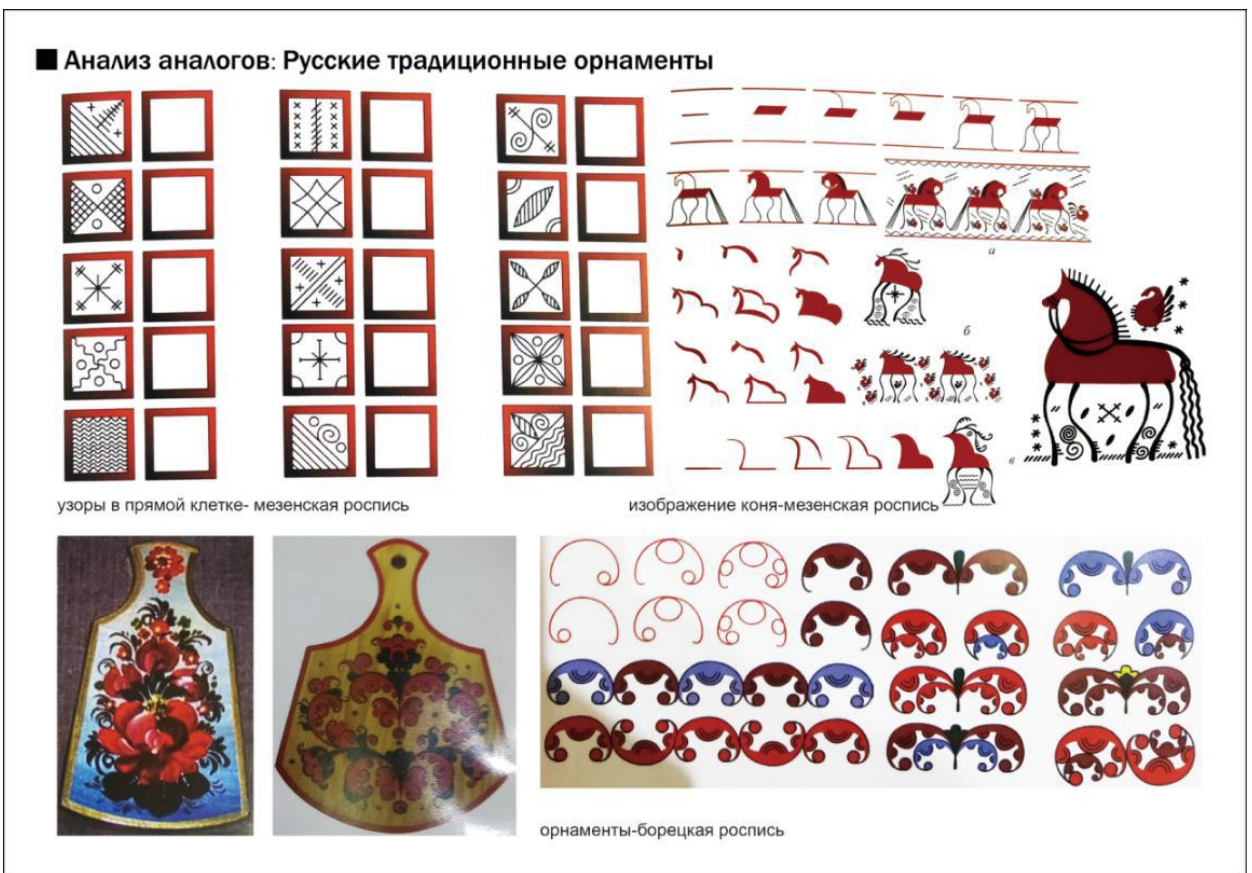 Анализ аналогов: Русские традиционные орнаменты
а
б
в
узоры в прямой клетке- мезенская роспись
изображение коня-мезенская роспись
орнаменты-борецкая роспись